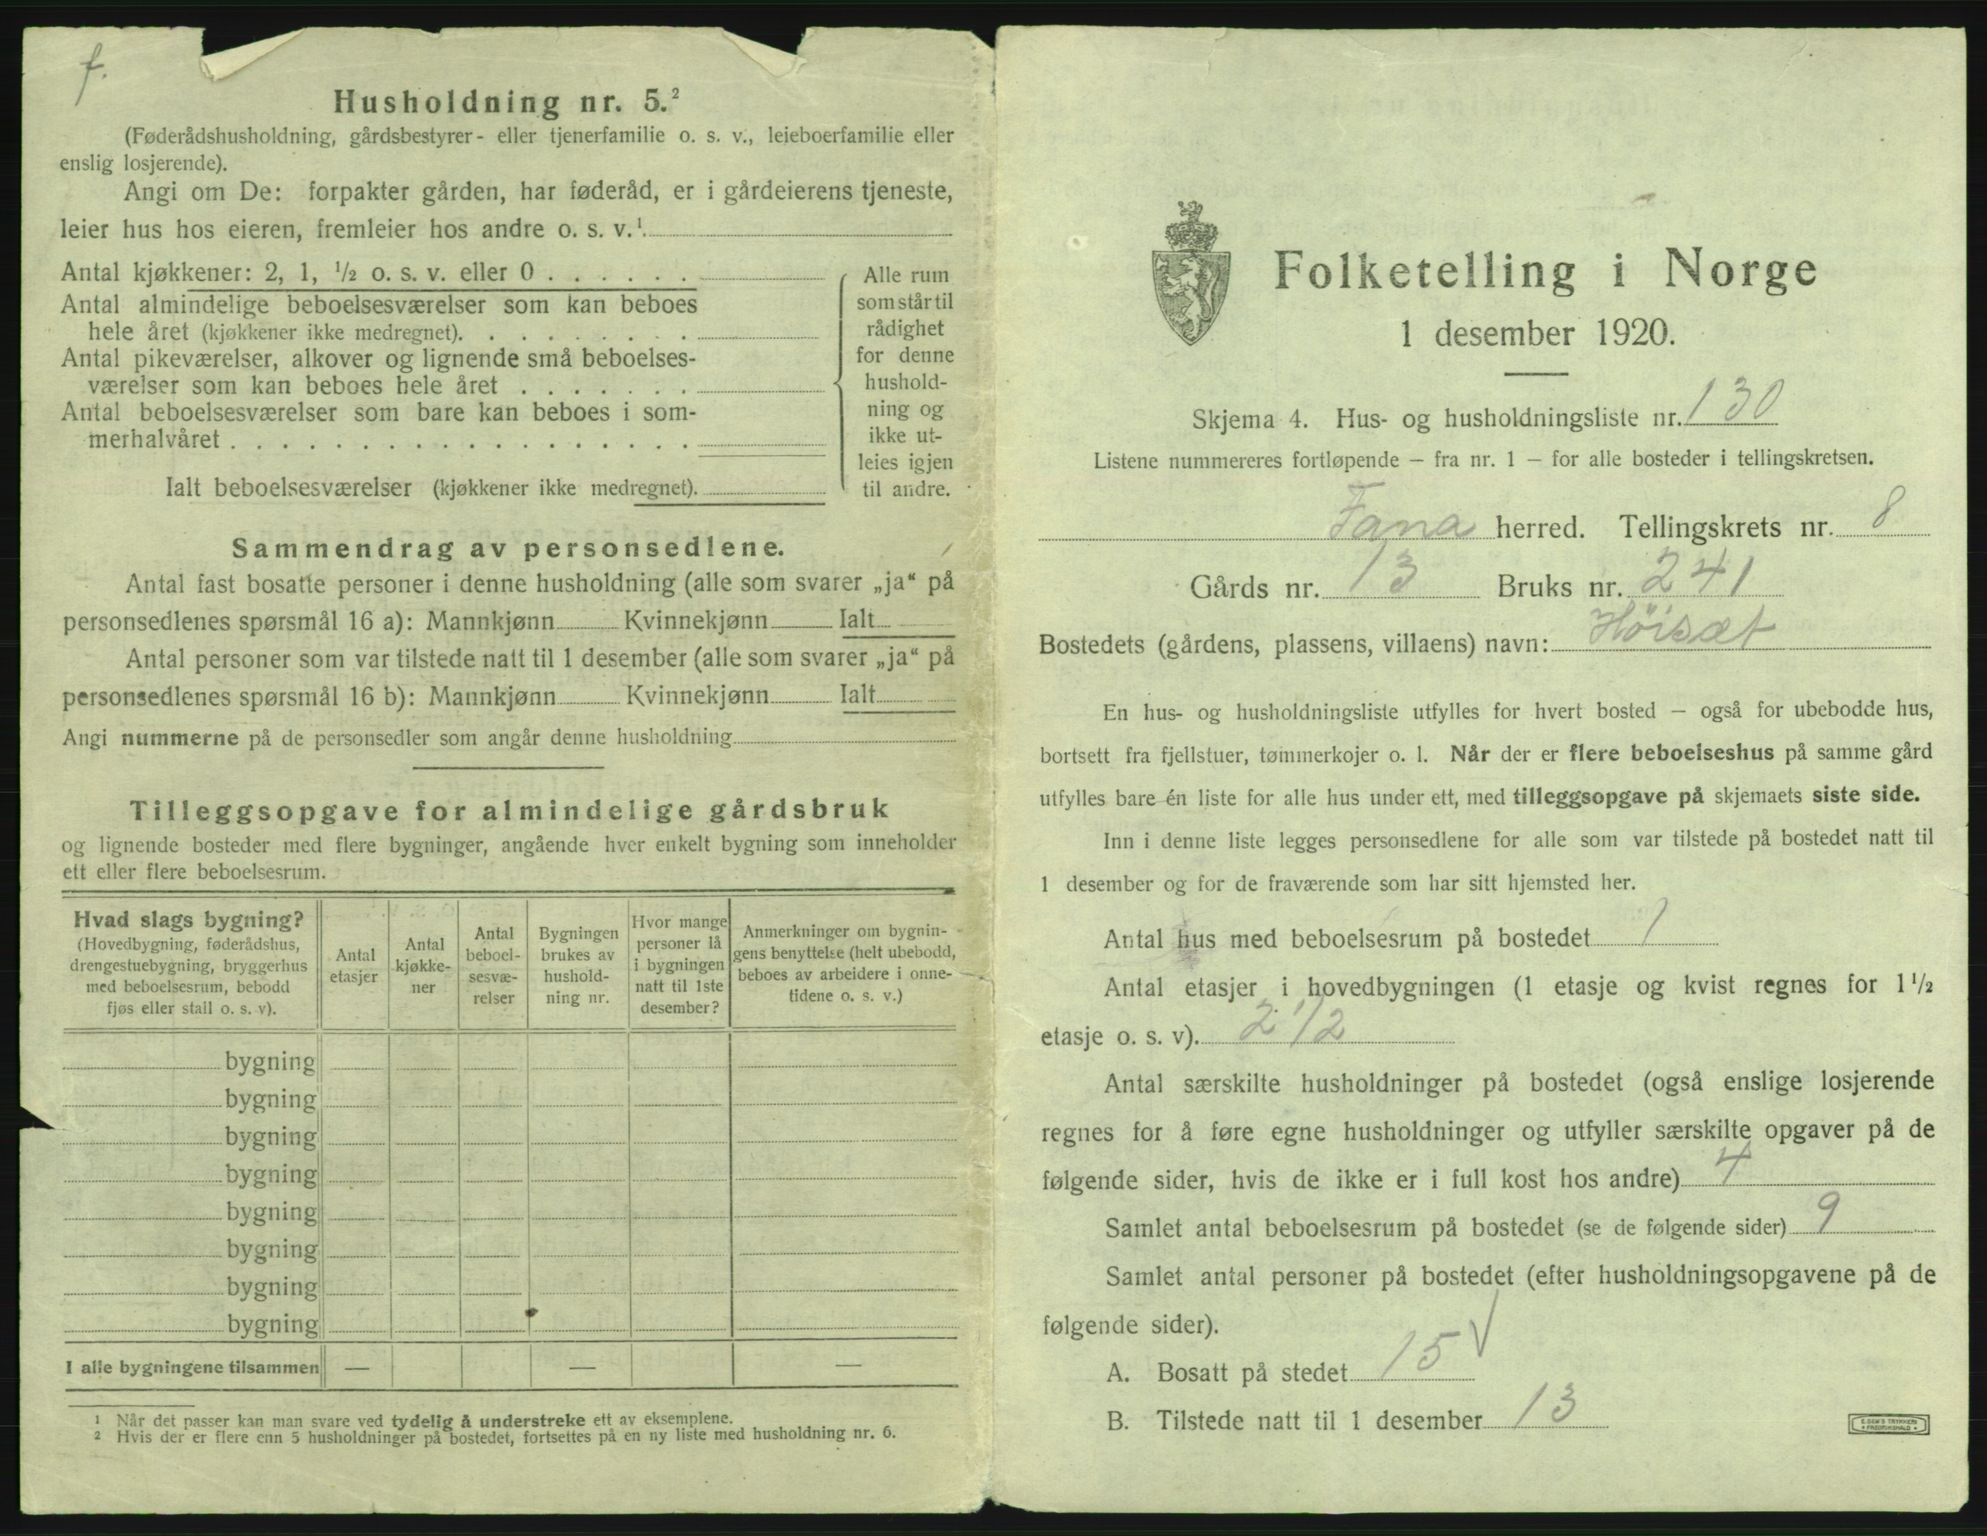 f.
Husholdning nr. 5.²
(Føderådshusholdning, gårdsbestyrer- eller tjenerfamilie o. s. v., leieboerfamilie eller
enslig losjerende).
Angi om De: forpakter gården, har føderåd, er i gårdeierens tjeneste,
leier hus hos eieren, fremleier hos andre o. s. v.¹
Antal kjøkkener: 2, 1, ½ o. s. v. eller 0 . . . . . .
Antal almindelige beboelsesværelser som kan beboes
hele året (kjøkkener ikke medregnet). . . . . . . . .
Antal pikeværelser, alkover og lignende små beboelses-
værelser som kan beboes hele året . . . . . . .
Antal beboelsesværelser som bare kan beboes i som-
merhalvåret . . . . . . . . . . . . . . . . . .
Ialt beboelsesværelser (kjøkkener ikke medregnet).
Alle rum
som står til
rådighet
for denne
hushold-
ning og
ikke ut-
leies igjen
til andre.
Sammendrag av personsedlene.
Antal fast bosatte personer i denne husholdning (alle som svarer „ja“ på
personsedlenes spørsmål 16 a): Mannkjønn Kvinnekjønn Ialt
Antal personer som var tilstede natt til 1 desember (alle som svarer „ja“ på
personsedlenes spørsmål 16 b): Mannkjønn Kvinnekjønn Ialt
Angi nummerne på de personsedler som angår denne husholdning
Tilleggsopgave for almindelige gårdsbruk
og lignende bosteder med flere bygninger, angående hver enkelt bygning som inneholder
ett eller flere beboelsesrum.
Hvad slags bygning?
(Hovedbygning, føderådshus,
drengestuebygning, bryggerhus
med beboelsesrum, bebodd
fjøs eller stall o. s. v).
Antal
etasjer
Antal
kjøkke-
ner
Antal
beboel-
sesvæ-
relser
Bygningen
brukes av
hushold-
ning nr.
Hvor mange
personer lå
i bygningen
natt til 1ste
desember?
Anmerkninger om bygnin-
gens benyttelse (helt ubebodd,
beboes av arbeidere i onne-
tidene o. s. v.)
bygning
bygning
bygning
bygning
bygning
bygning
bygning
bygning
I alle bygningene tilsammen — — —
¹ Når det passer kan man svare ved tydelig å understreke ett av eksemplene.
² Hvis der er flere enn 5 husholdninger på bostedet, fortsettes på en ny liste med husholdning nr. 6.
Folketelling i Norge
1 desember 1920.
Skjema 4. Hus- og husholdningsliste nr. 130
Listene nummereres fortløpende – fra nr. 1 – for alle bosteder i tellingskretsen.
Fana herred. Tellingskrets nr. 8
Gårds nr. 13 Bruks nr. 241
Bostedets (gårdens, plassens, villaens) navn: Höisæt
En hus- og husholdningsliste utfylles for hvert bosted – også for ubebodde hus,
bortsett fra fjellstuer, tømmerkojer o. l. Når der er flere beboelseshus på samme gård
utfylles bare én liste for alle hus under ett, med tilleggsopgave på skjemaets siste side.
Inn i denne liste legges personsedlene for alle som var tilstede på bostedet natt til
1 desember og for de fraværende som har sitt hjemsted her.
Antal hus med beboelsesrum på bostedet 1
Antal etasjer i hovedbygningen (1 etasje og kvist regnes for 1½
etasje o. s. v). 2 1/2
Antal særskilte husholdninger på bostedet (også enslige losjerende
regnes for å føre egne husholdninger og utfyller særskilte opgaver på de
følgende sider, hvis de ikke er i full kost hos andre) 4
Samlet antal beboelsesrum på bostedet (se de følgende sider) 9
Samlet antal personer på bostedet (efter husholdningsopgavene på de
følgende sider).
A. Bosatt på stedet 15 √
B. Tilstede natt til 1 desember 13